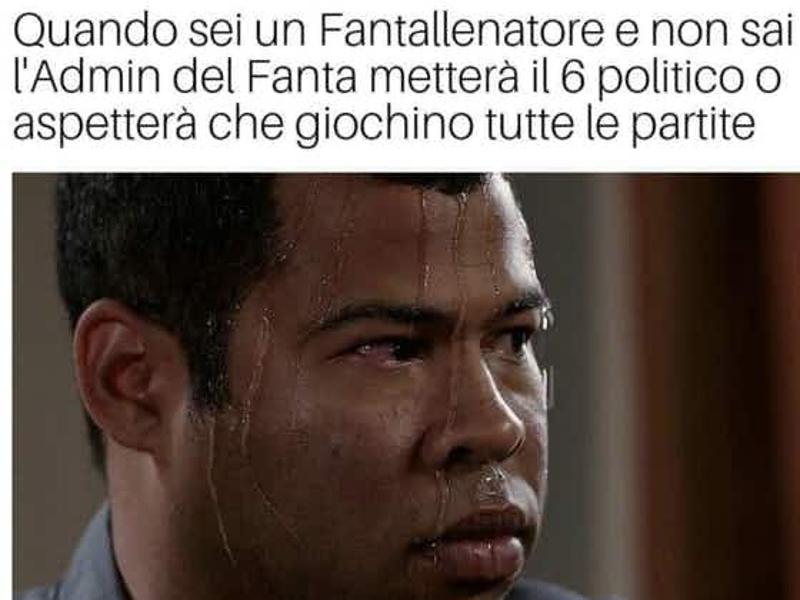 Quando sei un Fantallenatore e non sai
l'Admin del Fanta metterà il 6 politico o
aspetterà che giochino tutte le partite